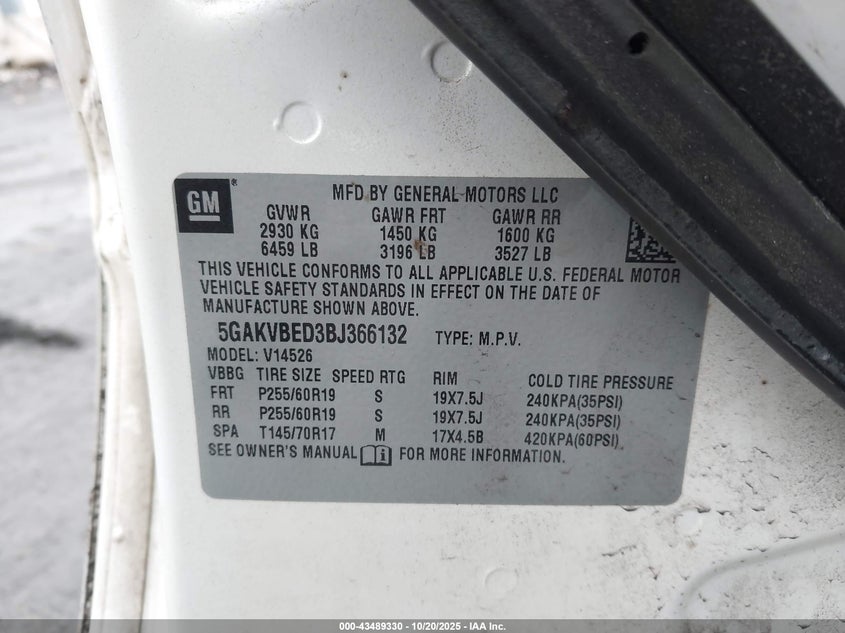 GM ®
MFD BY GENERAL MOTORS LLC
GVWR GAWR FRT GAWR RR
2930 KG 1450 KG 1600 KG
6459 LB 3196 LB 3527 LB
THIS VEHICLE CONFORMS TO ALL APPLICABLE U.S. FEDERAL MOTOR
VEHICLE SAFETY STANDARDS IN EFFECT ON THE DATE OF
MANUFACTURE SHOWN ABOVE.
5GAKVBED3BJ366132 TYPE: M.P.V.
MODEL: V14526
VBBG TIRE SIZE SPEED RTG RIM COLD TIRE PRESSURE
FRT P255/60R19 S 19X7.5J 240KPA(35PSI)
RR P255/60R19 S 19X7.5J 240KPA(35PSI)
SPA T145/70R17 M 17X4.5B 420KPA(60PSI)
SEE OWNER'S MANUAL FOR MORE INFORMATION.
000-43489330 - 10/20/2025 - IAA Inc.